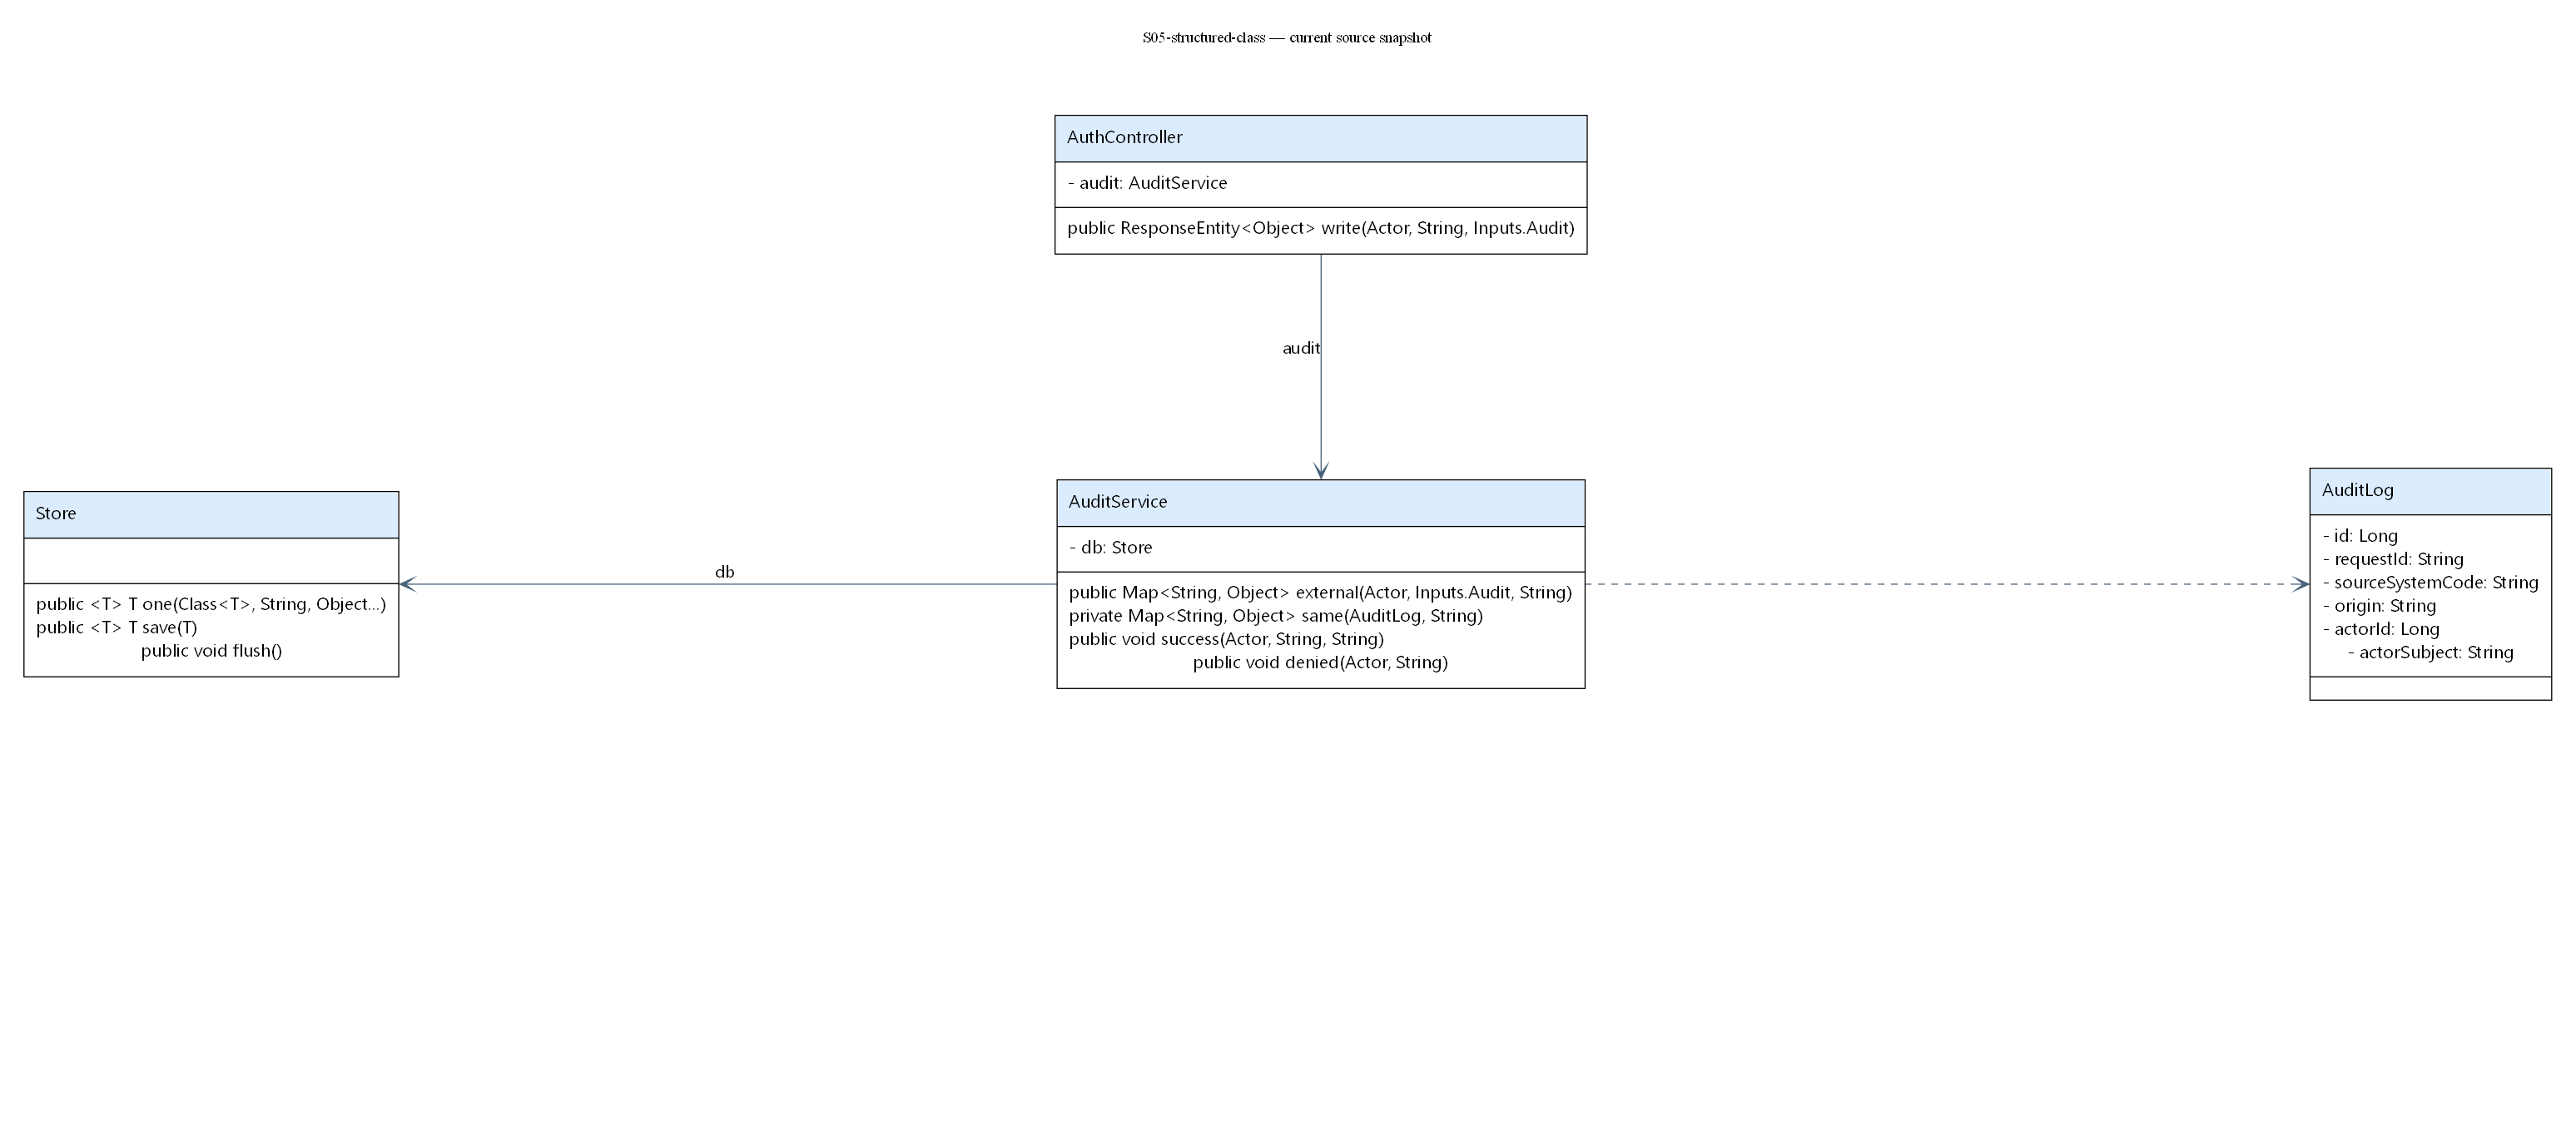 S05-structured-class — current source snapshot
AuthController
- audit: AuditService
public ResponseEntity<Object> write(Actor, String, Inputs.Audit)
audit
Store
public <T> T one(Class<T>, String, Object...)
public <T> T save(T)
public void flush()
db
AuditService
- db: Store
public Map<String, Object> external(Actor, Inputs.Audit, String)
private Map<String, Object> same(AuditLog, String)
public void success(Actor, String, String)
public void denied(Actor, String)
AuditLog
- id: Long
- requestId: String
- sourceSystemCode: String
- origin: String
- actorId: Long
- actorSubject: String